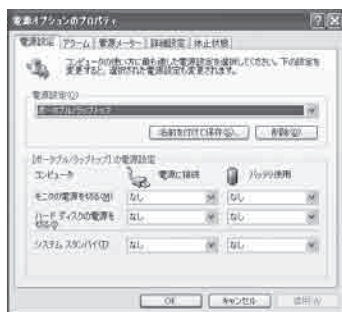 電源オプションのプロパティ
電源設定 アラーム 電源メーター 詳細設定 休止状態
コンピュータの使い方に最も適した電源設定を選択してください。下の設定を
変更すると、選択された電源設定も変更されます。
電源設定(C)
ポータブル/ラップトップ
名前を付けて保存(S)... 削除(D)
[ポータブル/ラップトップ] の電源設定
コンピュータ 電源に接続 バッテリ使用
モニタの電源を切る(M) なし なし
ハード ディスクの電源を なし なし
切る(I)
システム スタンバイ(T) なし なし
OK キャンセル 適用(A)